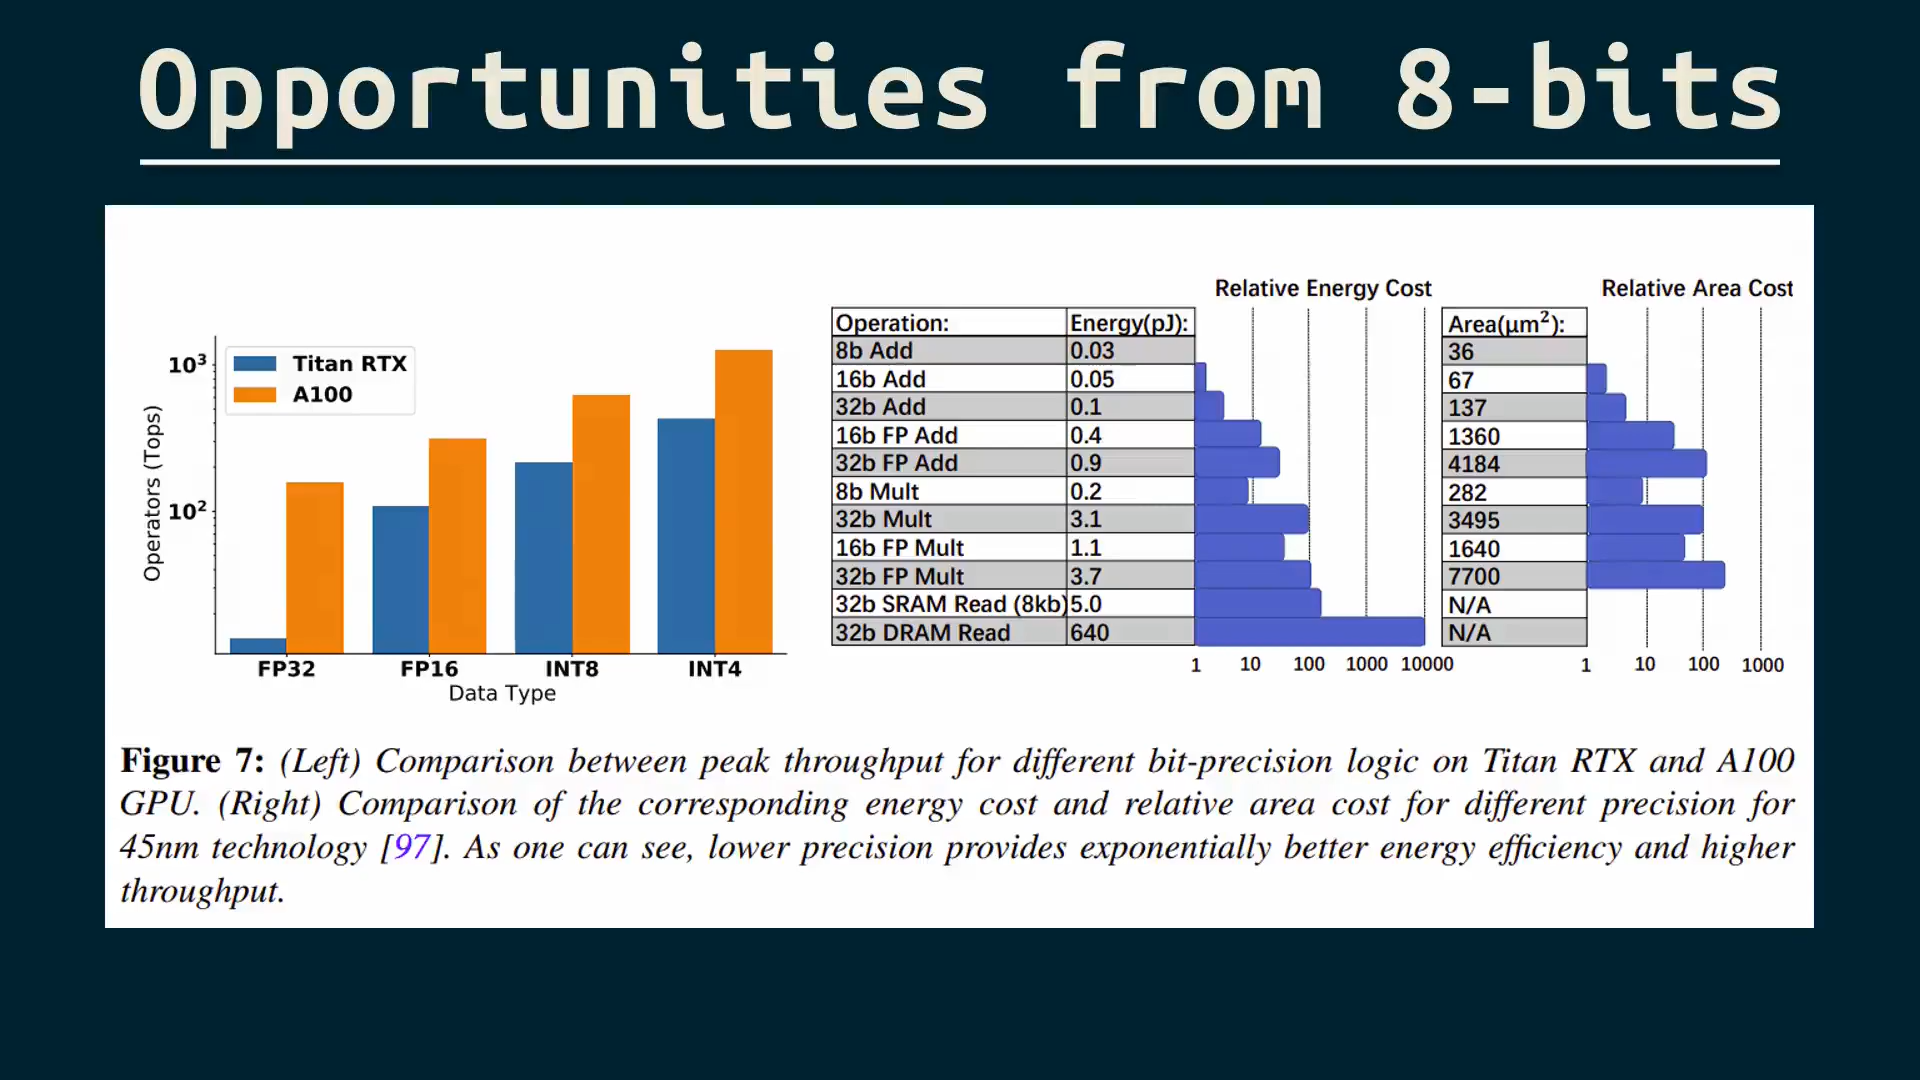 Opportunities from 8-bits
10³
10²
Operators (Tops)
Titan RTX
A100
FP32 FP16 INT8 INT4
Data Type
Relative Energy Cost Relative Area Cost
Operation: Energy(pJ): Area(μm²):
8b Add 0.03 36
16b Add 0.05 67
32b Add 0.1 137
16b FP Add 0.4 1360
32b FP Add 0.9 4184
8b Mult 0.2 282
32b Mult 3.1 3495
16b FP Mult 1.1 1640
32b FP Mult 3.7 7700
32b SRAM Read (8kb) 5.0 N/A
32b DRAM Read 640 N/A
1 10 100 1000 10000 1 10 100 1000
Figure 7: (Left) Comparison between peak throughput for different bit-precision logic on Titan RTX and A100
GPU. (Right) Comparison of the corresponding energy cost and relative area cost for different precision for
45nm technology [97]. As one can see, lower precision provides exponentially better energy efficiency and higher
throughput.